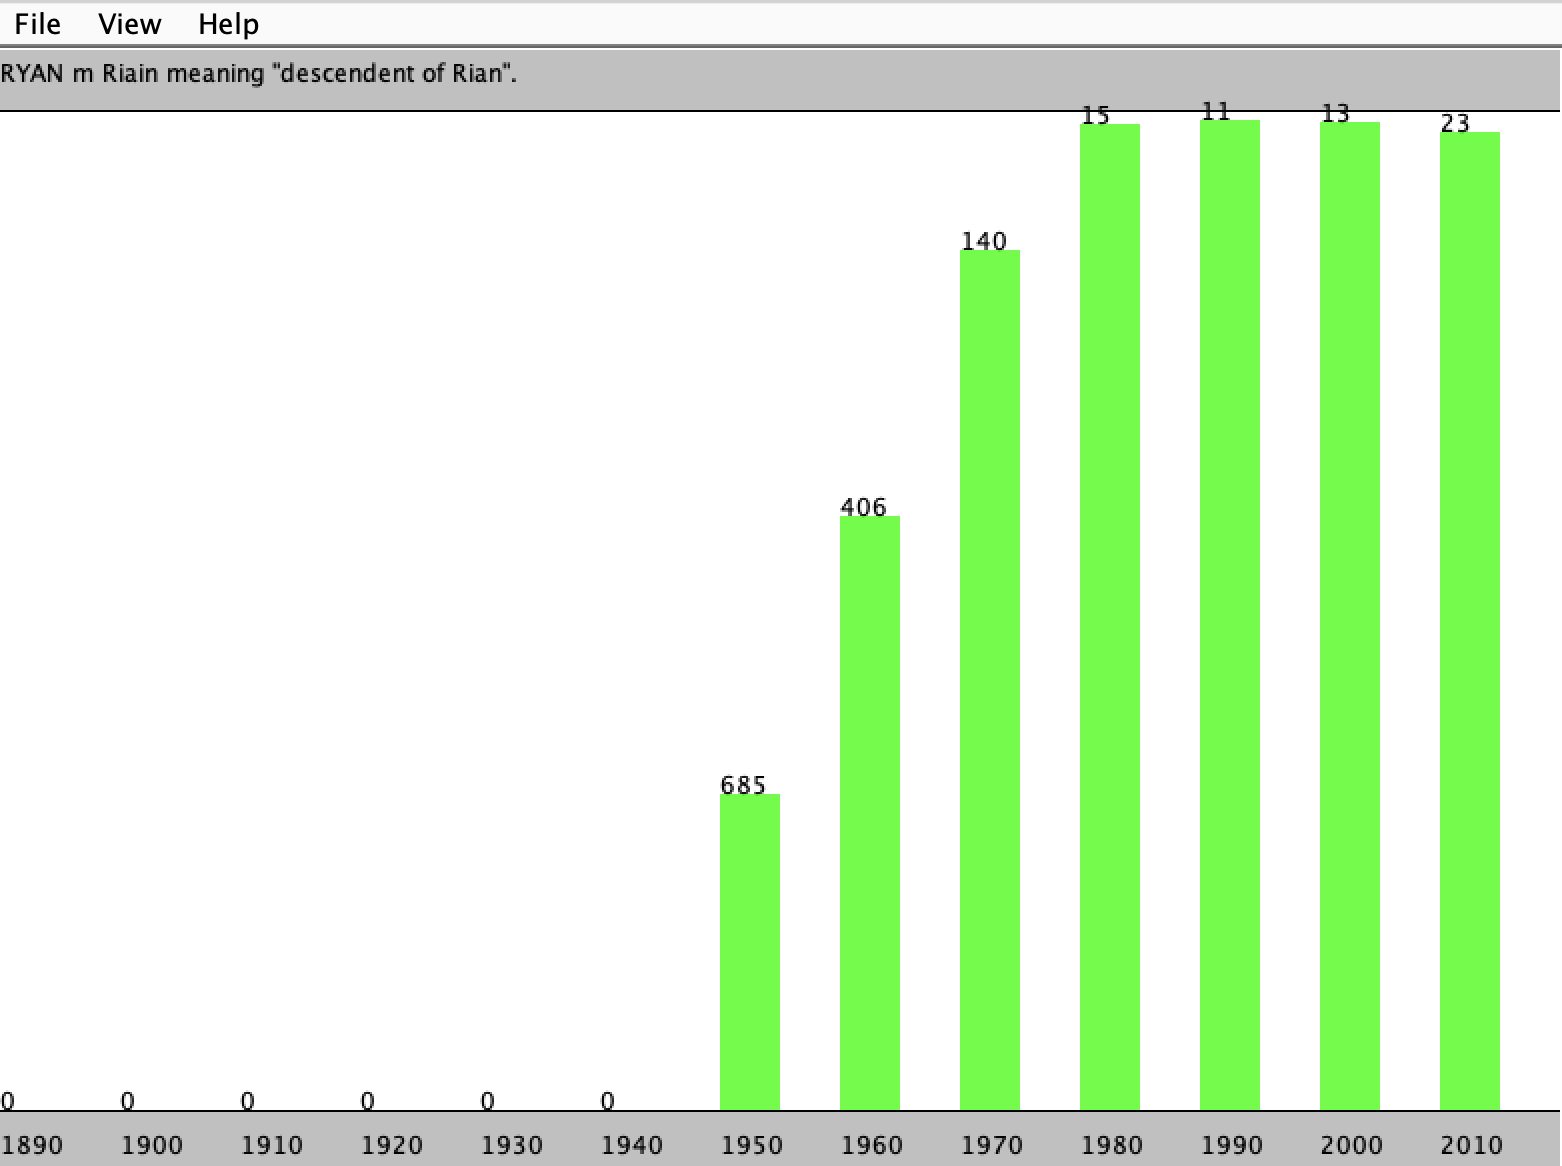 File View Help
RYAN m Riain meaning "descendent of Rian".
15 11 13 23
140
406
685
0 0 0 0 0 0
1890 1900 1910 1920 1930 1940 1950 1960 1970 1980 1990 2000 2010